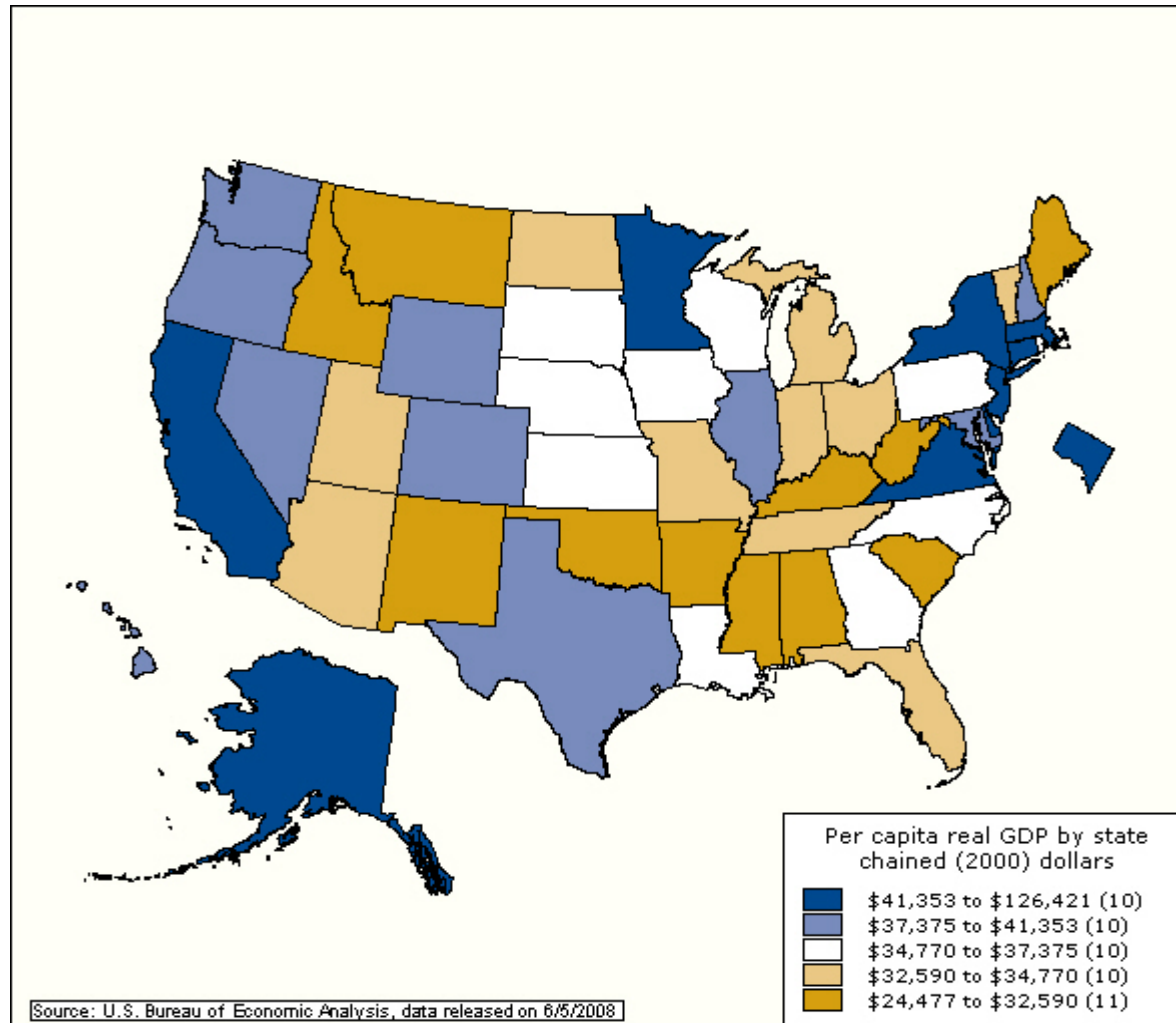 Per capita real GDP by state
chained (2000) dollars
$41,353 to $126,421 (10)
$37,375 to $41,353 (10)
$34,770 to $37,375 (10)
$32,590 to $34,770 (10)
$24,477 to $32,590 (11)
Source: U.S. Bureau of Economic Analysis, data released on 6/5/2008